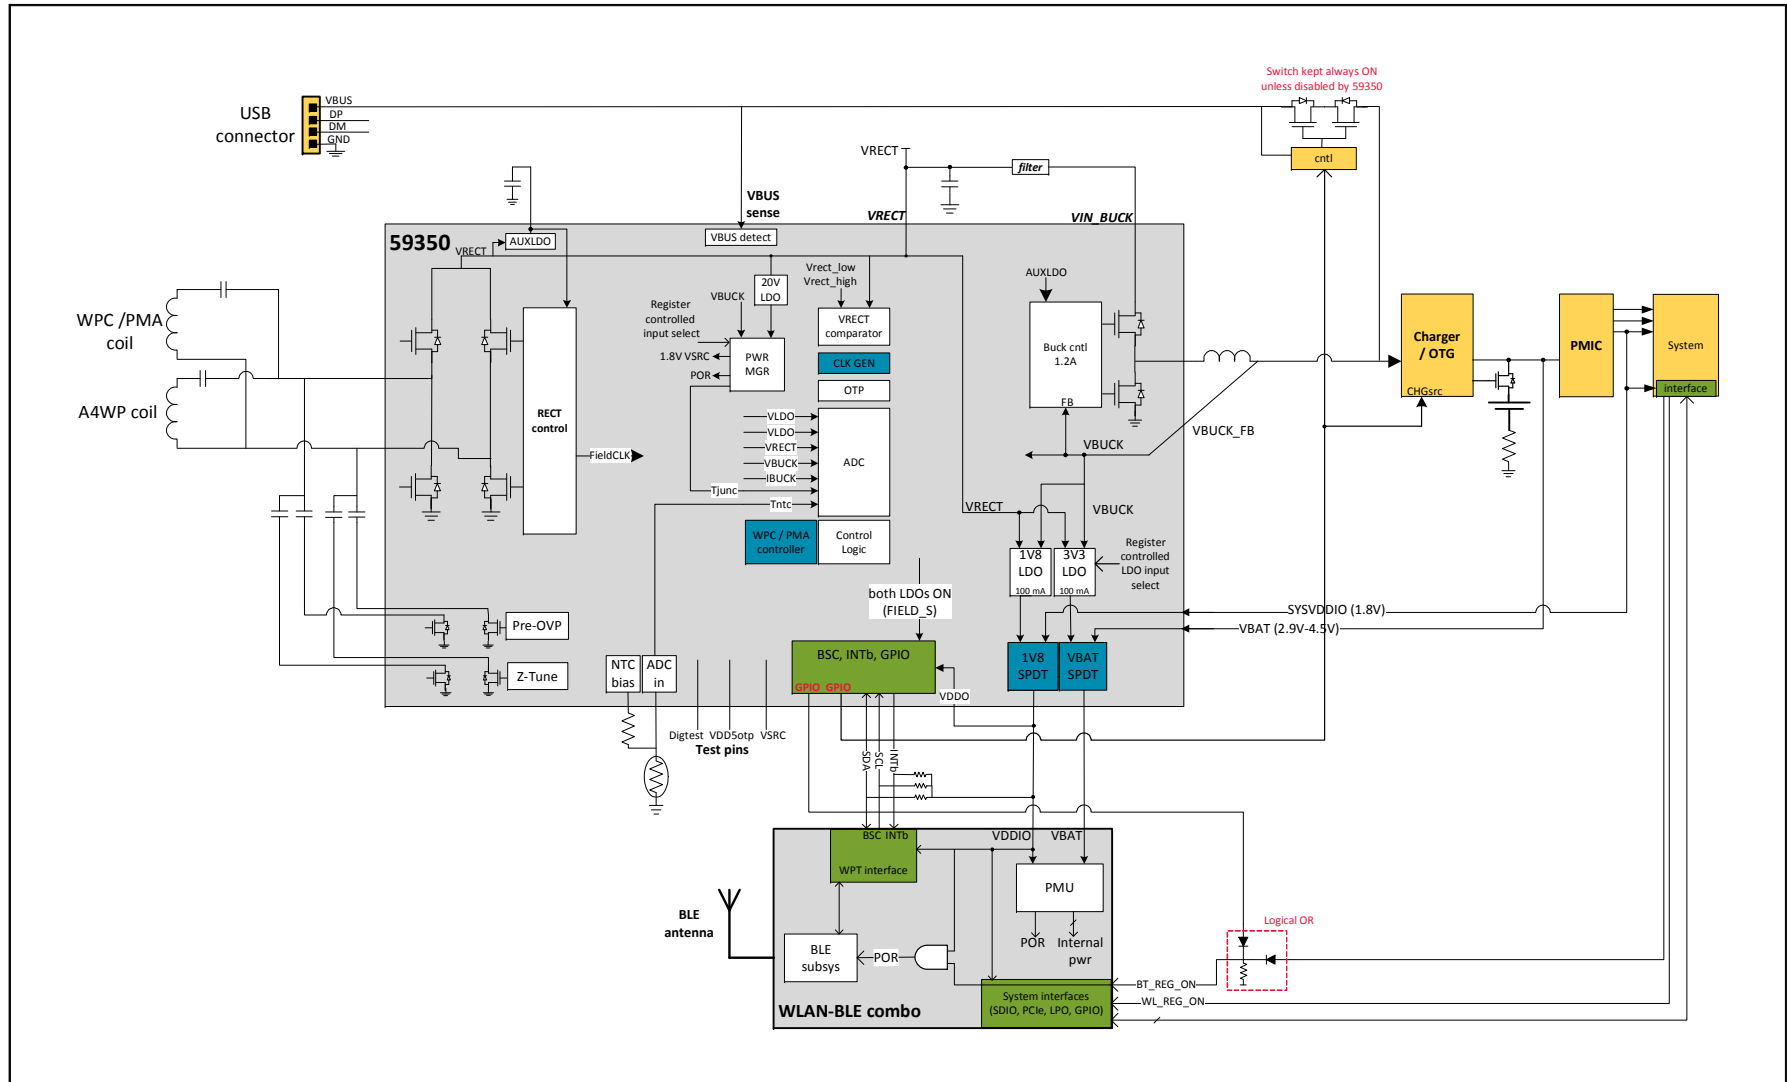 Switch kept always ON
unless disabled by 59350
USB
connector
VBUS
DP
DM
GND
cntl
VRECT
filter
VBUS
sense
VRECT
VIN_BUCK
59350
AUXLDO
VRECT
VBUS detect
20V
LDO
Vrect_low
Vrect_high
VBUCK
Register
controlled
input select
1.8V VSRC
POR
PWR
MGR
VRECT
comparator
CLK GEN
OTP
AUXLDO
Buck cntl
1.2A
FB
WPC /PMA
coil
A4WP coil
RECT
control
FieldCLK
VLDO
VLDO
VRECT
VBUCK
IBUCK
Tjunc
Tntc
ADC
WPC / PMA
controller
Control
Logic
VBUCK
VBUCK_FB
VRECT
VBUCK
Charger
/ OTG
CHGsrc
PMIC
System
interface
1V8
LDO
100 mA
3V3
LDO
100 mA
Register
controlled
LDO input
select
both LDOs ON
(FIELD_S)
SYSVDDIO (1.8V)
VBAT (2.9V-4.5V)
Pre-OVP
Z-Tune
NTC
bias
ADC
in
BSC, INTb, GPIO
GPIO GPIO
1V8
SPDT
VBAT
SPDT
VDDO
Digtest
VDD5otp
VSRC
Test pins
SDA
SCL
INTb
BSC INTb
WPT interface
VDDIO
VBAT
PMU
POR
Internal
pwr
BLE
antenna
BLE
subsys
POR
System interfaces
(SDIO, PCIe, LPO, GPIO)
WLAN-BLE combo
Logical OR
BT_REG_ON
WL_REG_ON